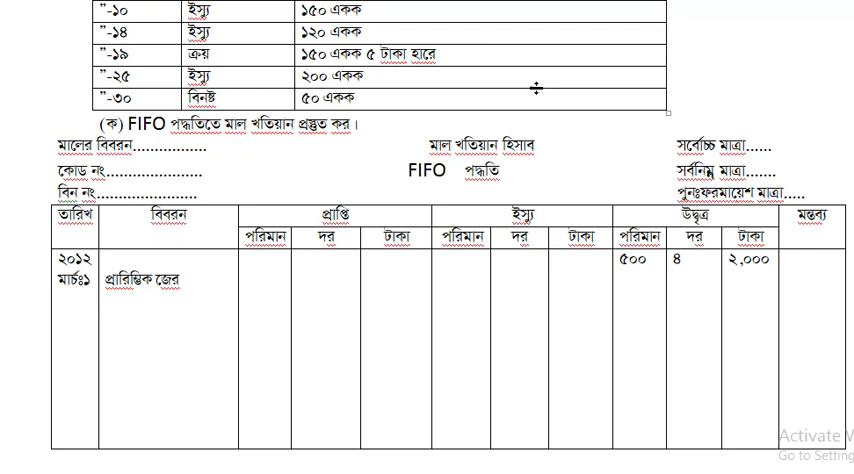 ”-১০ ইস্যু ১৫০ একক
”-১৪ ইস্যু ১২০ একক
”-১৯ ক্রয় ১৫০ একক ৫ টাকা হারে
”-২৫ ইস্যু ২০০ একক
”-৩০ বিনষ্ট ৫০ একক
(ক) FIFO পদ্ধতিতে মাল খতিয়ান প্রস্তুত কর।
মালের বিবরন................. মাল খতিয়ান হিসাব সর্বোচ্চ মাত্রা......
কোড নং...................... FIFO পদ্ধতি সর্বনিম্ন মাত্রা.......
বিন নং....................... পুনঃফরমায়েশ মাত্রা.....
তারিখ বিবরন প্রাপ্তি ইস্যু উদ্বৃত্ত মন্তব্য
পরিমান দর টাকা পরিমান দর টাকা পরিমান দর টাকা
২০১২ ৫০০ ৪ ২,০০০
মার্চঃ১ প্রারম্ভিক জের
Activate W
Go to Setting